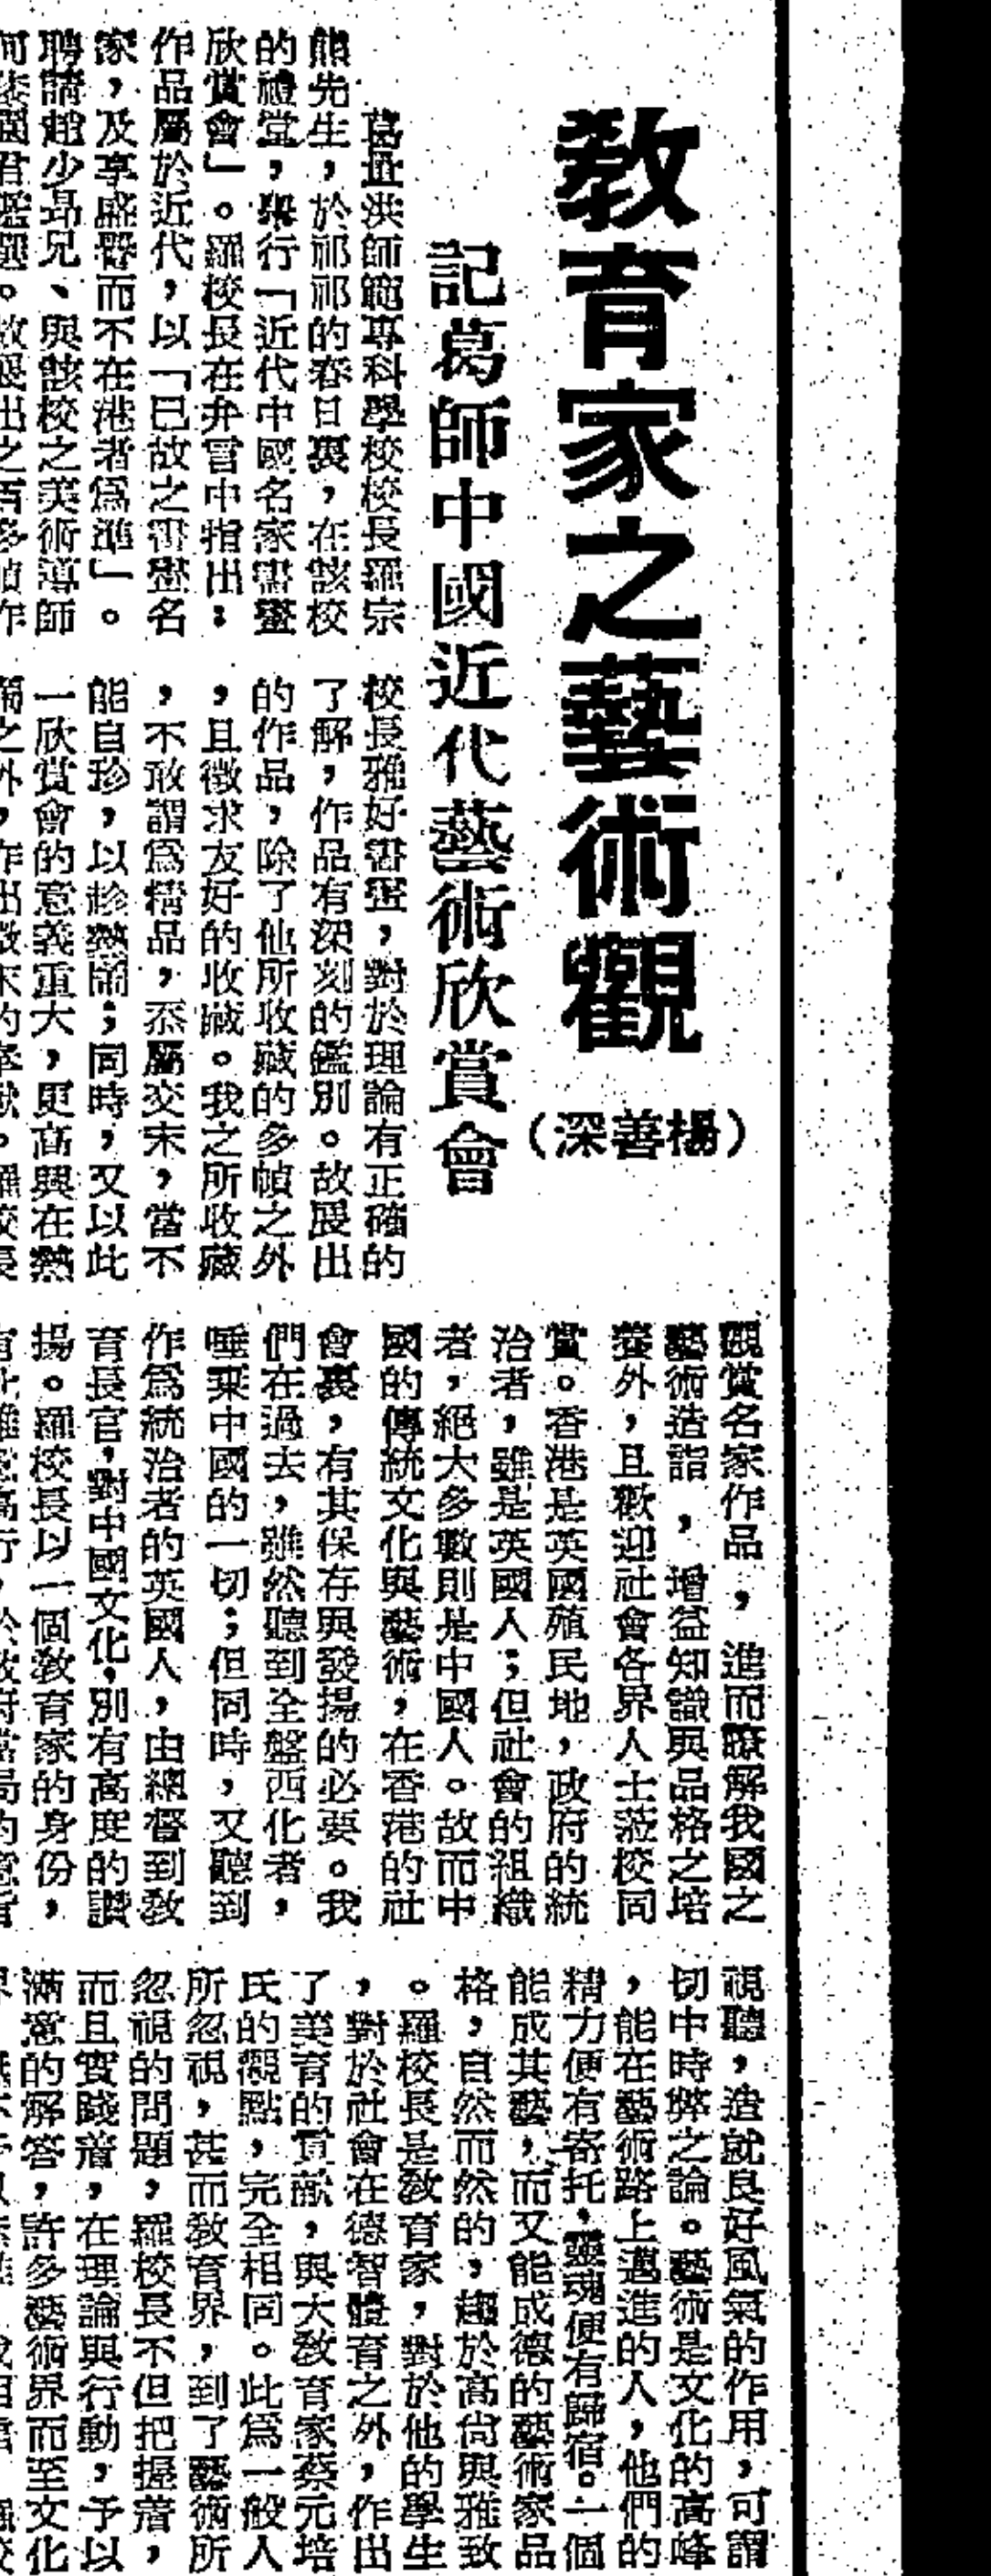 敎育家之藝術觀
（楊善深）
記葛師中國近代藝術欣賞會
葛量洪師範專科學校校長羅宗
熊先生，於祁祁的春日裏，在該校
的禮堂，舉行「近代中國名家書畫
欣賞會」。羅校長在弁言中指出：
作品屬於近代，以「已故之書畫名
家，及享盛譽而不在港者爲準」。
聘請趙少昂兄、與該校之美術導師
校長雅好書畫，對於理論有正確的
了解，作品有深刻的鑑別。故展出
的作品，除了他所收藏的多幀之外
，且徵求友好的收藏。我之所收藏
，不敢謂爲精品，忝屬交末，當不
能自珍，以趁熱鬧；同時，又以此
一欣賞會的意義重大，更高興在熱
觀賞名家作品，進而瞭解我國之
藝術造詣，增益知識與品格之培
養外，且歡迎社會各界人士蒞校同
賞。香港是英國殖民地，政府的統
治者，雖是英國人；但社會的組織
者，絕大多數則是中國人。故而中
國的傳統文化與藝術，在香港的社
會裏，有其保存與發揚的必要。我
們在過去，雖然聽到全盤西化者，
唾棄中國的一切；但同時，又聽到
作爲統治者的英國人，由總督到敎
育長官，對中國文化，別有高度的讚
揚。羅校長以一個敎育家的身份，
視聽，造就良好風氣的作用，可謂
切中時弊之論。藝術是文化的高峰
，能在藝術路上邁進的人，他們的
精力便有寄托，靈魂便有歸宿。一個
能成其藝，而又能成德的藝術家品
格，自然而然的，趨於高尙與雅致
。羅校長是敎育家，對於他的學生
，對於社會在德智體育之外，作出
了美育的貢獻，與大敎育家蔡元培
氏的觀點，完全相同。此爲一般人
所忽視，甚而敎育界，到了藝術所
忽視的問題，羅校長不但把握着，
而且實踐着，在理論與行動，予以
滿意的解答，許多藝術界而至文化